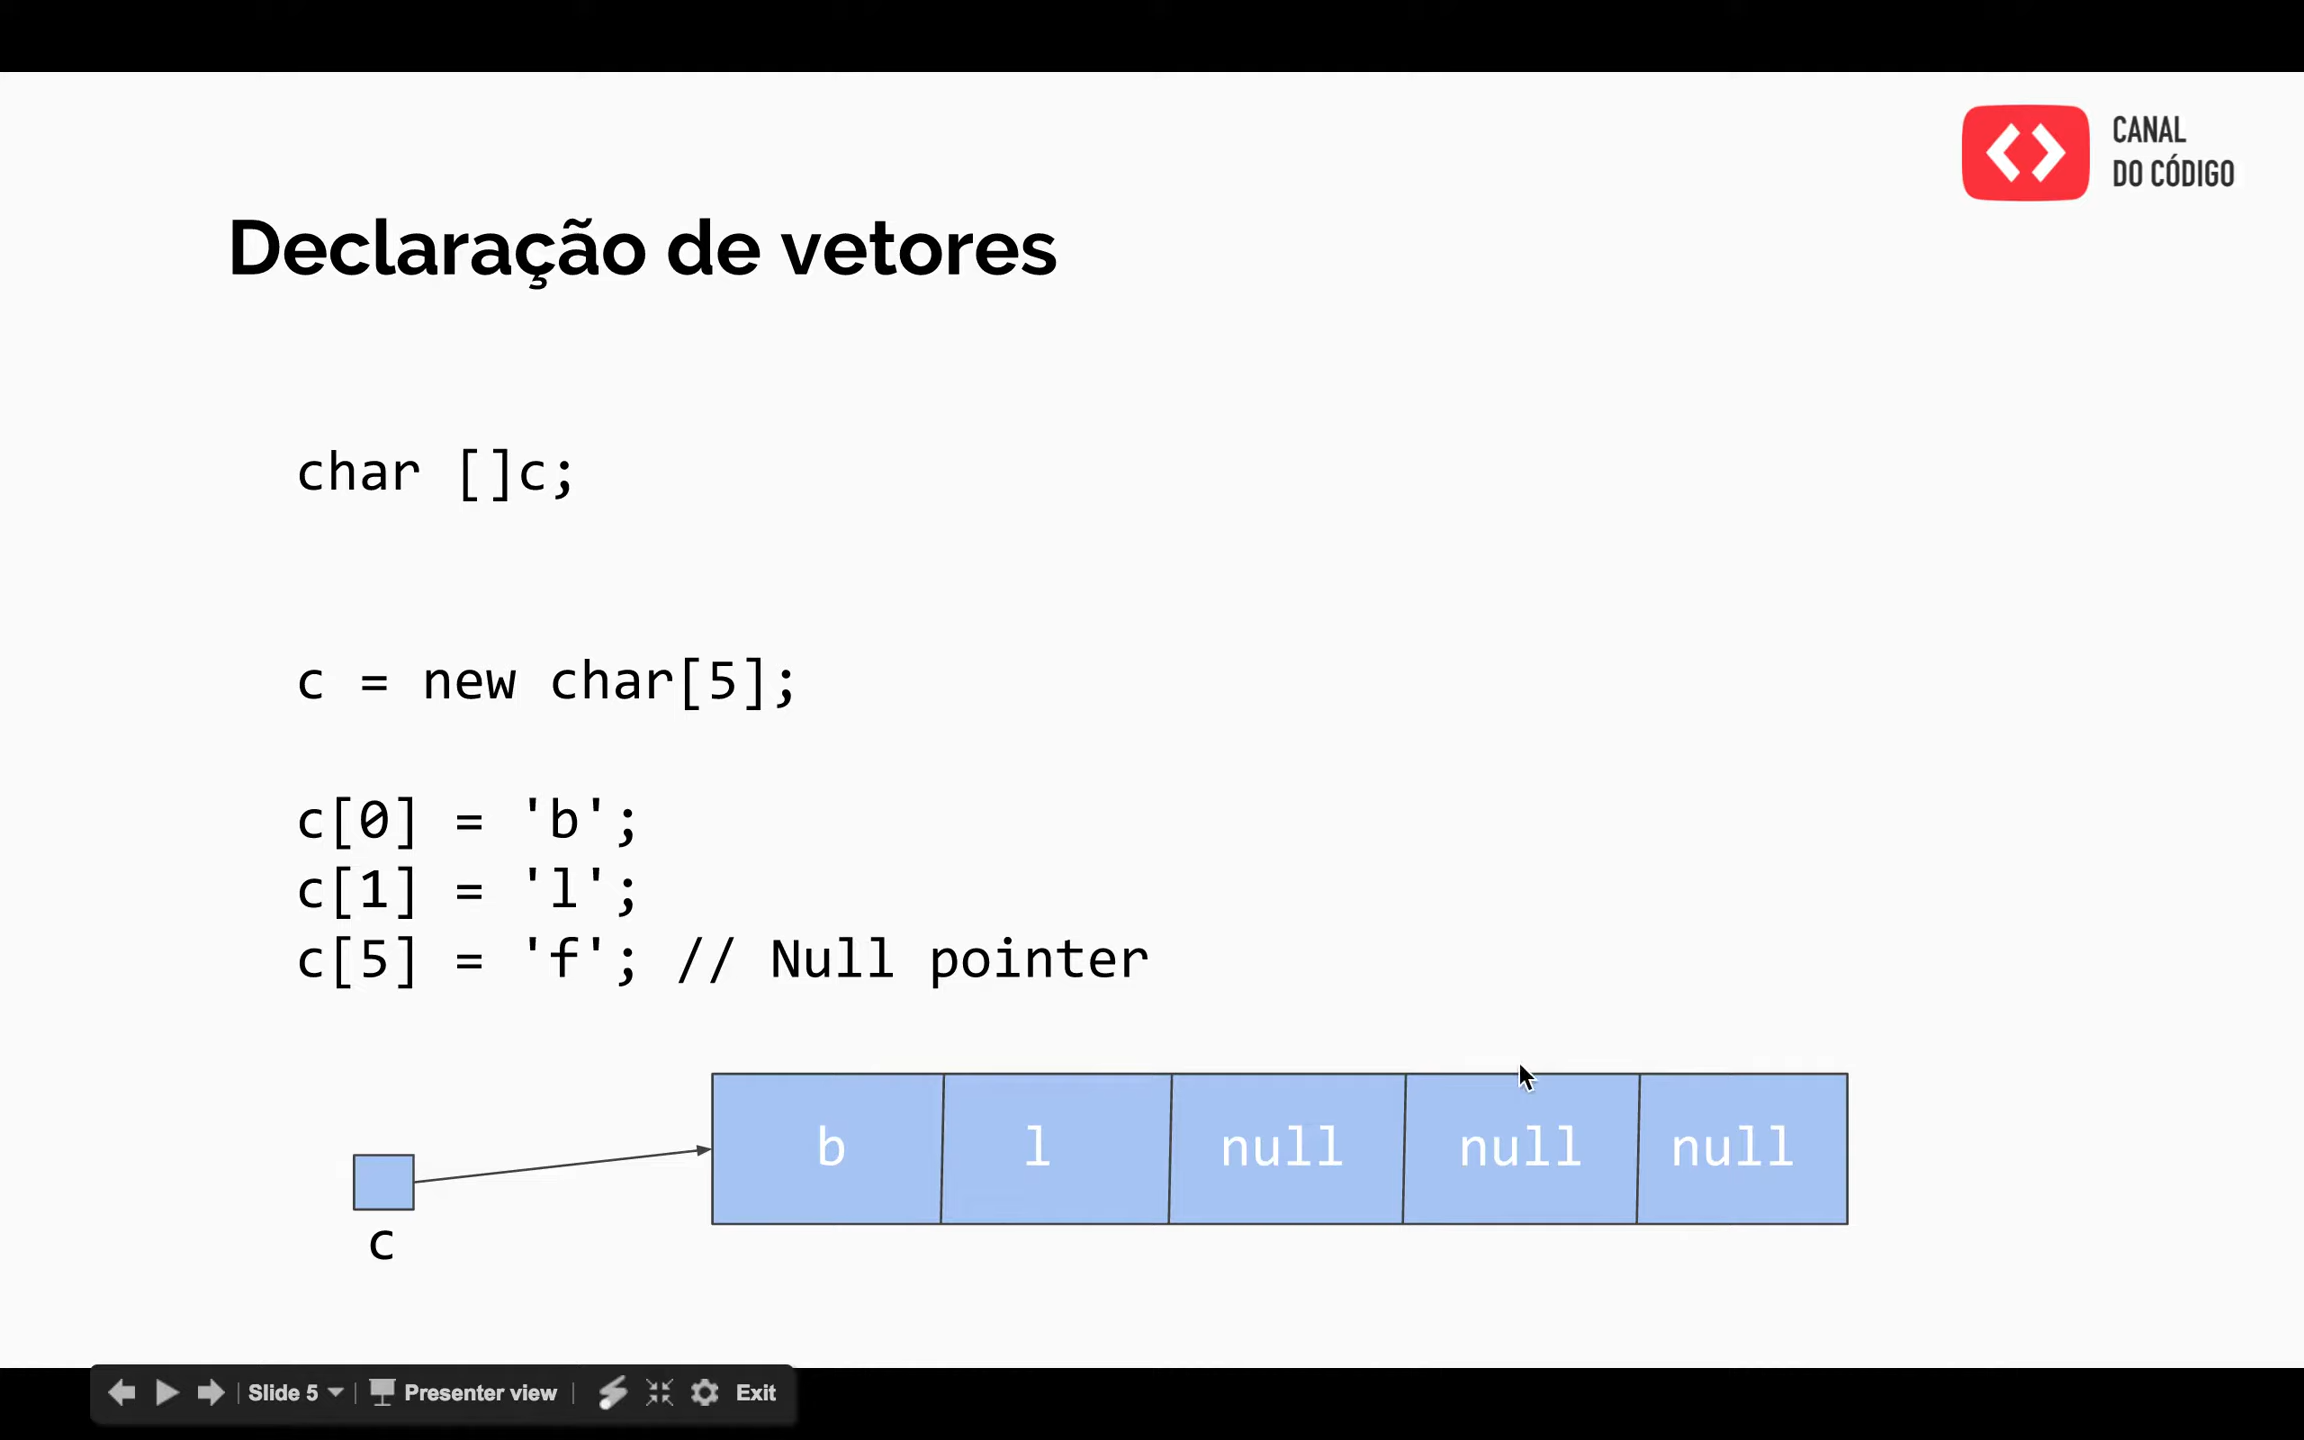 CANAL
DO CÓDIGO
Declaração de vetores
char []c;
c = new char[5];
c[0] = 'b';
c[1] = 'l';
c[5] = 'f'; // Null pointer
b l null null null
c
Slide 5 Presenter view Exit